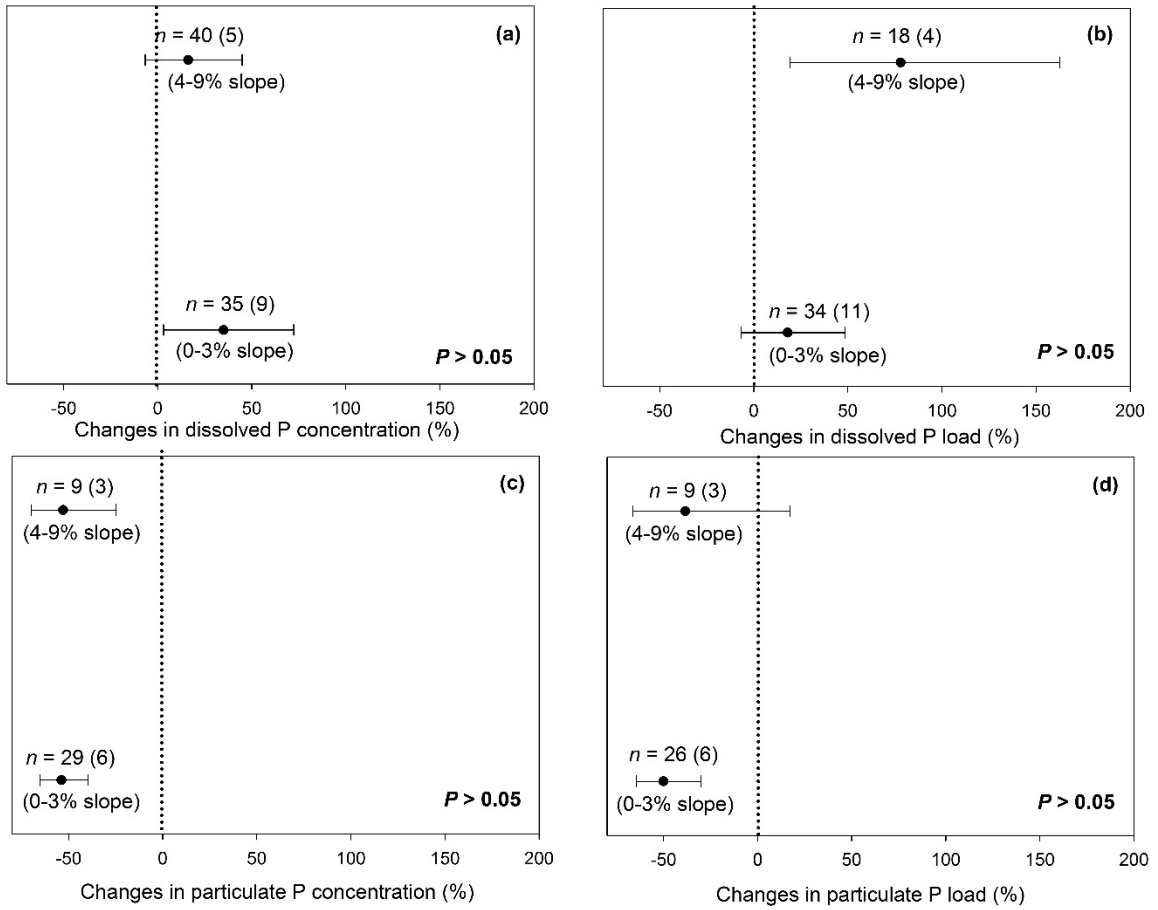 (a)
n = 40 (5)
(4-9% slope)
n = 35 (9)
(0-3% slope)
P > 0.05
-50 0 50 100 150 200
Changes in dissolved P concentration (%)
(b)
n = 18 (4)
(4-9% slope)
n = 34 (11)
(0-3% slope)
P > 0.05
-50 0 50 100 150 200
Changes in dissolved P load (%)
(c)
n = 9 (3)
(4-9% slope)
n = 29 (6)
(0-3% slope)
P > 0.05
-50 0 50 100 150 200
Changes in particulate P concentration (%)
(d)
n = 9 (3)
(4-9% slope)
n = 26 (6)
(0-3% slope)
P > 0.05
-50 0 50 100 150 200
Changes in particulate P load (%)